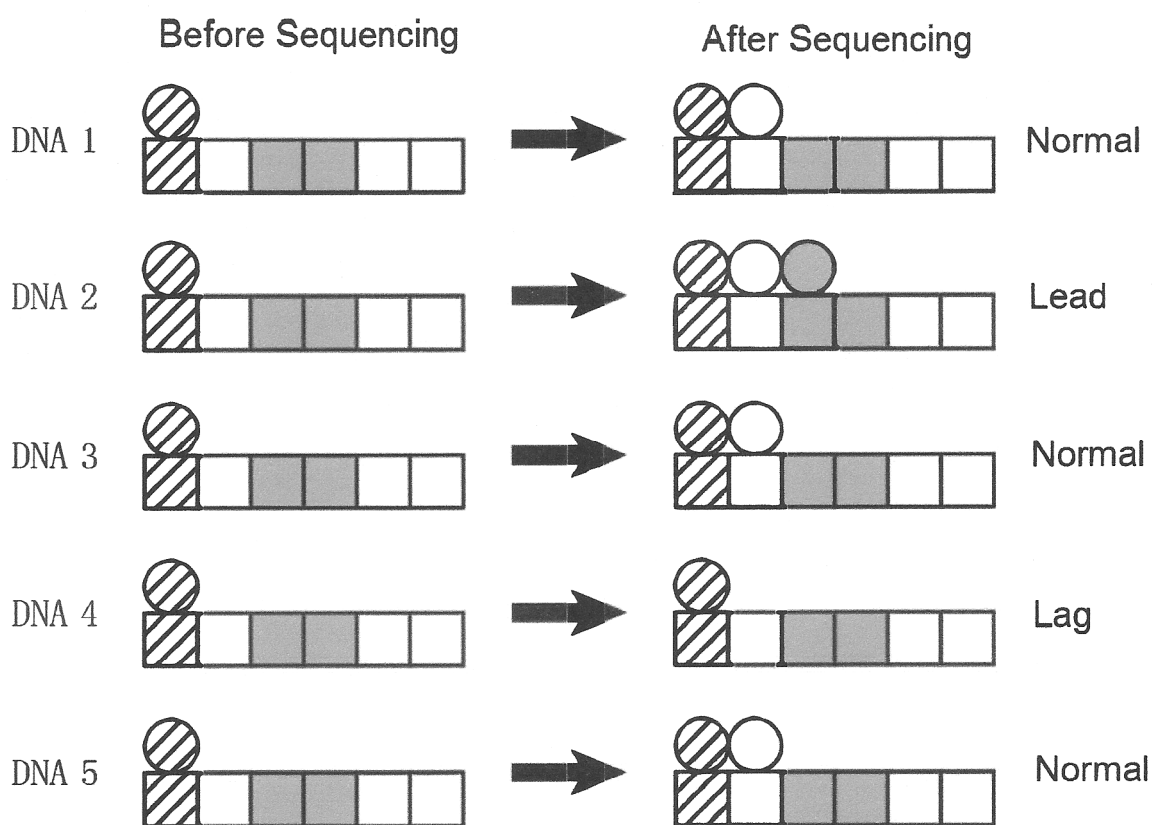 Before Sequencing
After Sequencing
DNA 1
Normal
DNA 2
Lead
DNA 3
Normal
DNA 4
Lag
DNA 5
Normal